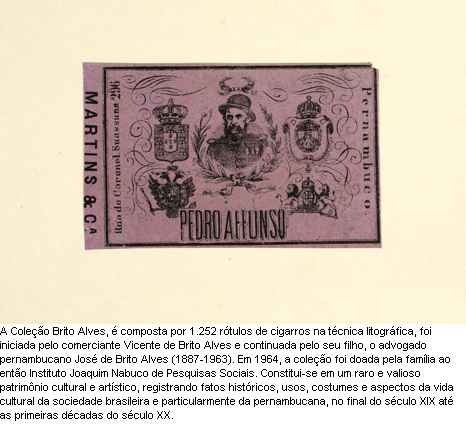 MARTINS & CA
Rua do Coronel Suassuna 296
Pernambuco
PEDRO AFFUNSO
A Coleção Brito Alves, é composta por 1.252 rótulos de cigarros na técnica litográfica, foi
iniciada pelo comerciante Vicente de Brito Alves e continuada pelo seu filho, o advogado
pernambucano José de Brito Alves (1887-1963). Em 1964, a coleção foi doada pela família ao
então Instituto Joaquim Nabuco de Pesquisas Sociais. Constitui-se em um raro e valioso
patrimônio cultural e artístico, registrando fatos históricos, usos, costumes e aspectos da vida
cultural da sociedade brasileira e particularmente da pernambucana, no final do século XIX até
as primeiras décadas do século XX.